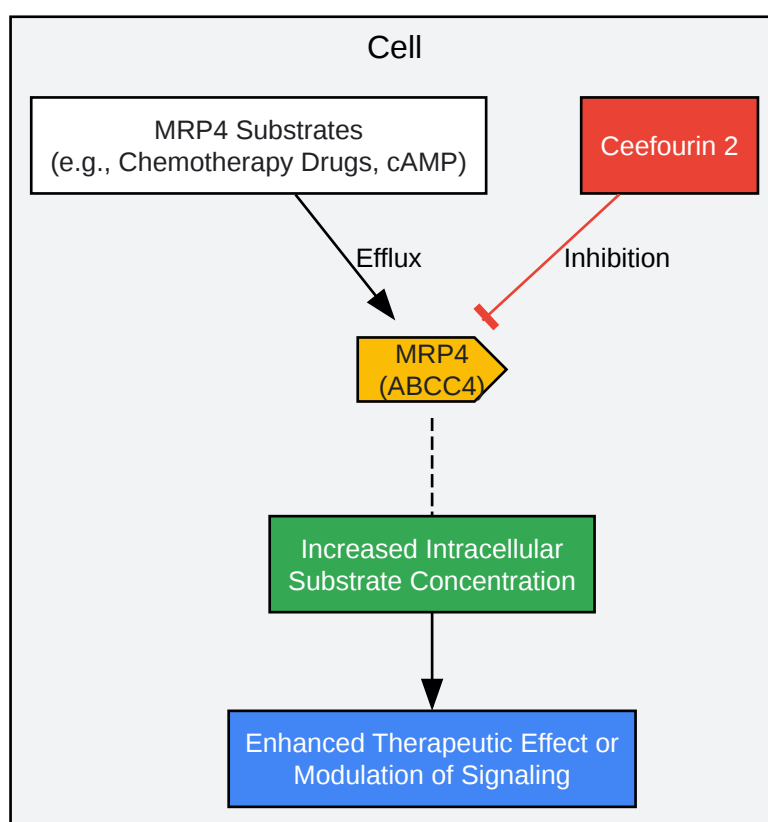 Cell
MRP4 Substrates
(e.g., Chemotherapy Drugs, cAMP)
Ceefourin 2
Efflux
Inhibition
MRP4
(ABCC4)
Increased Intracellular
Substrate Concentration
Enhanced Therapeutic Effect or
Modulation of Signaling